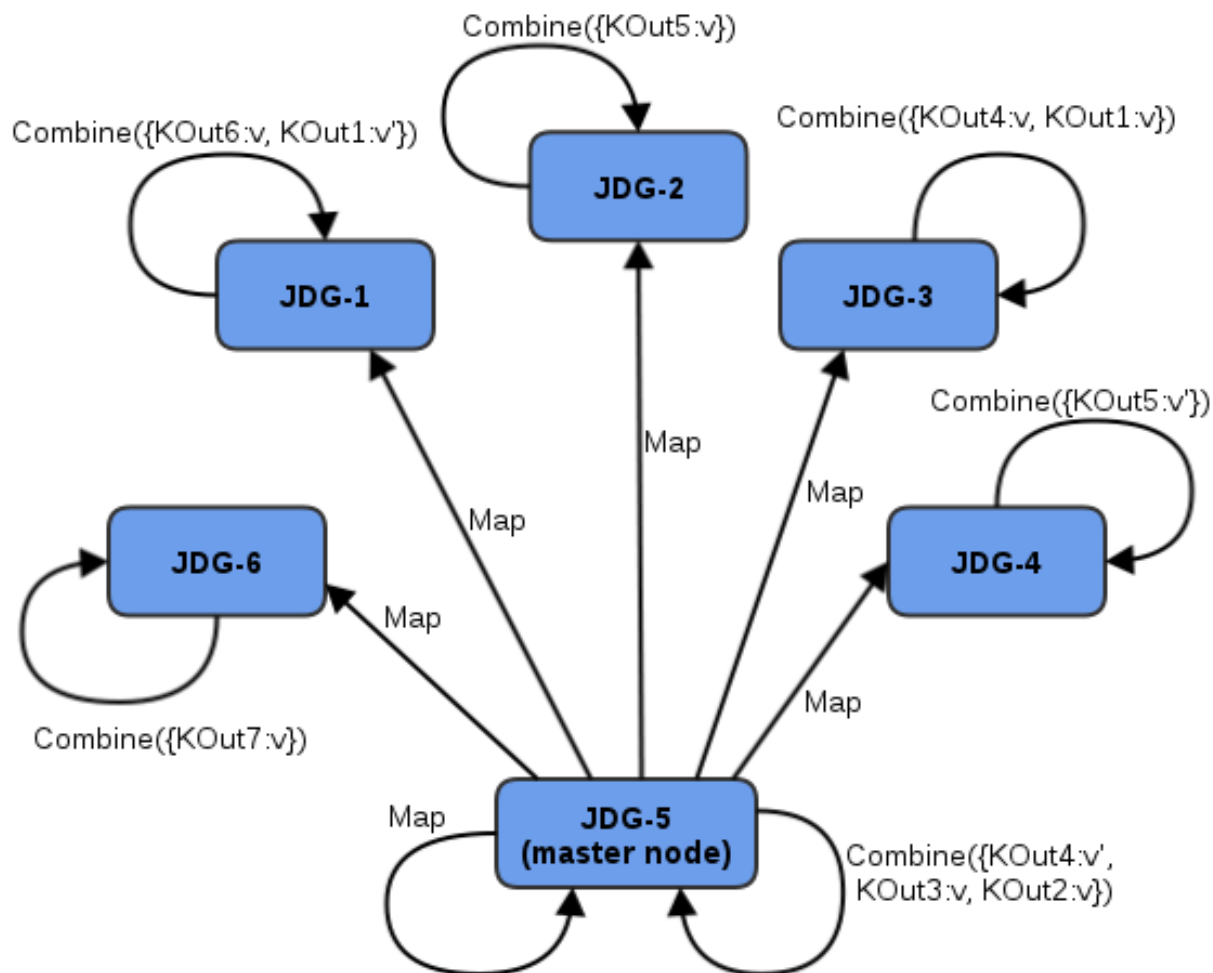 Combine({KOut5:v})
Combine({KOut6:v, KOut1:v'})
Combine({KOut4:v, KOut1:v})
JDG-2
JDG-1
JDG-3
Combine({KOut5:v'})
Map
Map
Map
JDG-6
JDG-4
Map
Map
Combine({KOut7:v})
Map
JDG-5
(master node)
Combine({KOut4:v',
KOut3:v, KOut2:v})